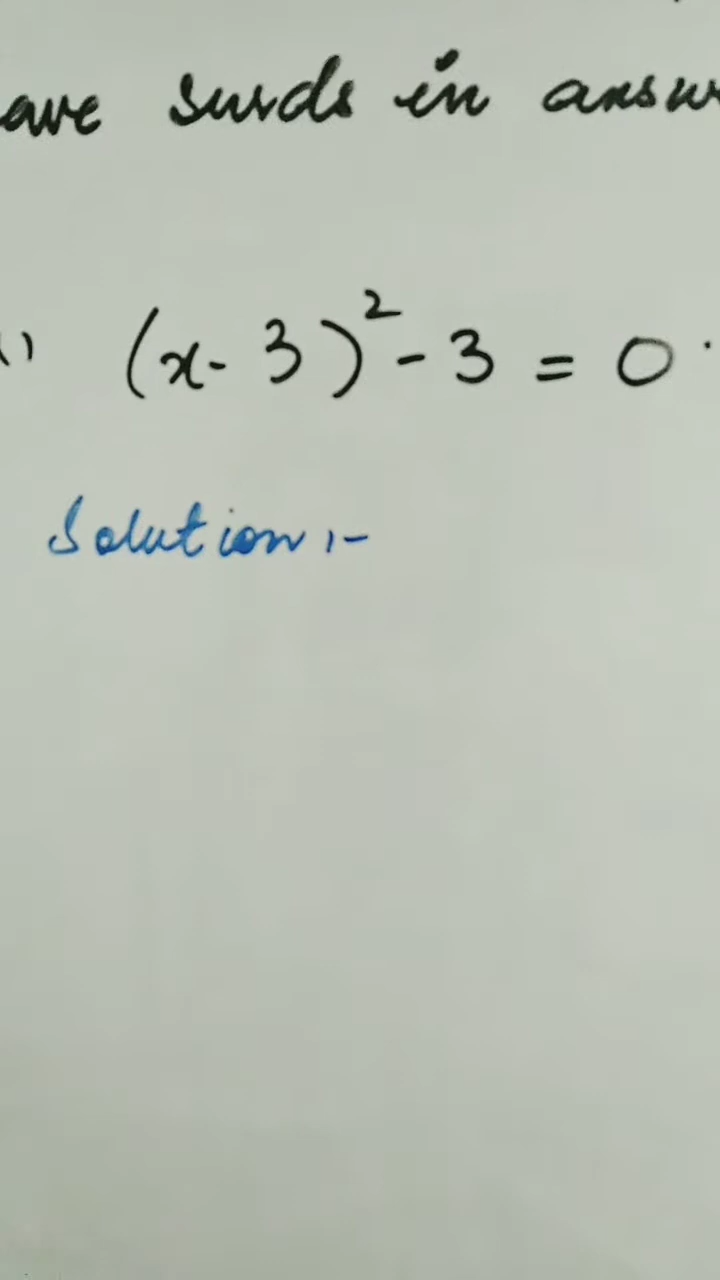 ave surds in answ
(x - 3)² - 3 = 0.
Solution :-